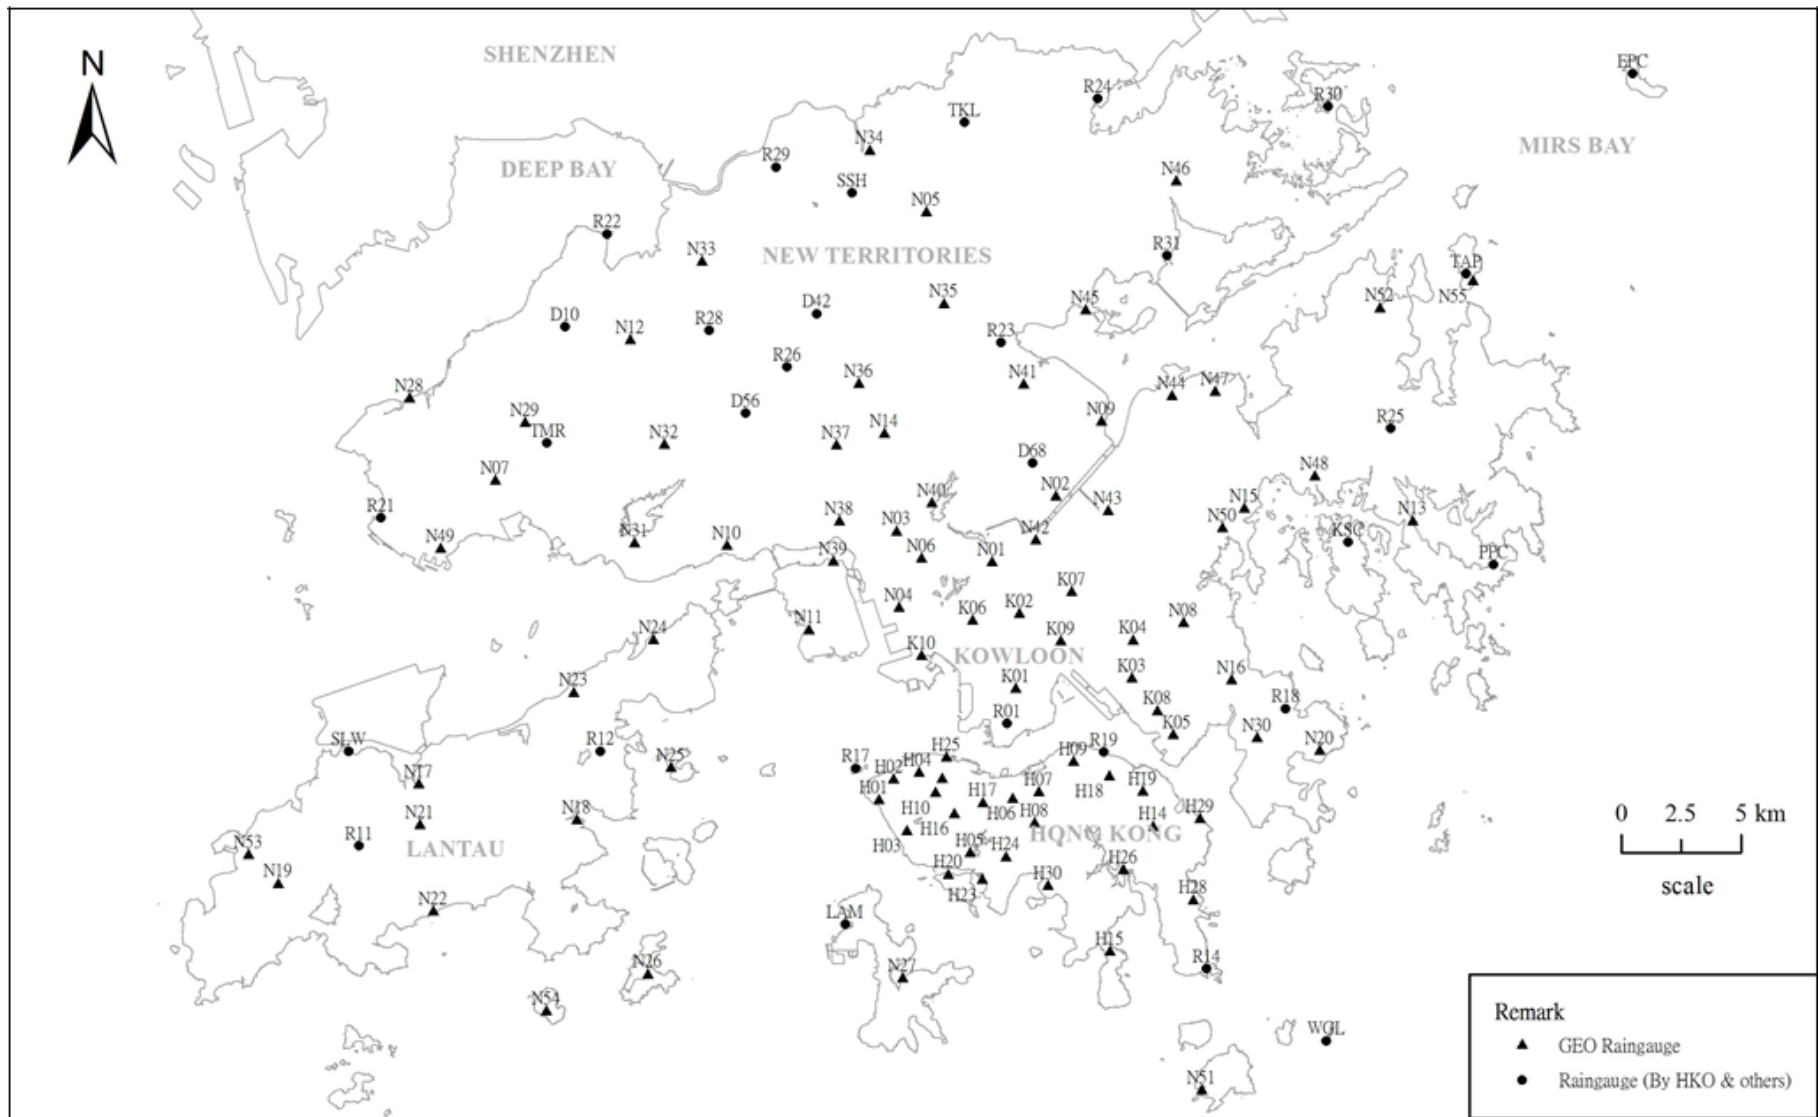 N
SHENZHEN
EPC
R24
R30
TKL
N34
MIRS BAY
DEEP BAY
R29
N46
SSH
N05
R22
R31
N33
NEW TERRITORIES
TAP
N55
N52
N45
N35
D42
D10
R28
N12
R23
R26
N36
N41
N44
N47
N28
D56
N09
N29
TMR
N32
N37
N14
R25
D68
N48
N07
N02
N43
N15
N40
R21
N38
N03
N50
N13
N49
N31
N10
N39
N06
N01
N42
KSC
PPC
K07
N04
K06
K02
N08
N24
N11
K09
K04
K10
KOWLOON
N16
K03
N23
K01
K08
R18
R01
K05
N30
N20
SLW
R12
N25
R17
H02
H04
H25
H09
R19
N17
H01
H17
H07
H18
H19
H10
H06
H08
H14
H29
0 2.5 5 km
scale
N21
N18
H16
HONG KONG
N53
R11
LANTAU
H03
H05
H24
N19
H20
H26
H23
H30
H28
N22
LAM
H15
R14
N26
N27
N54
WGL
N51
Remark
GEO Raingauge
Raingauge (By HKO & others)